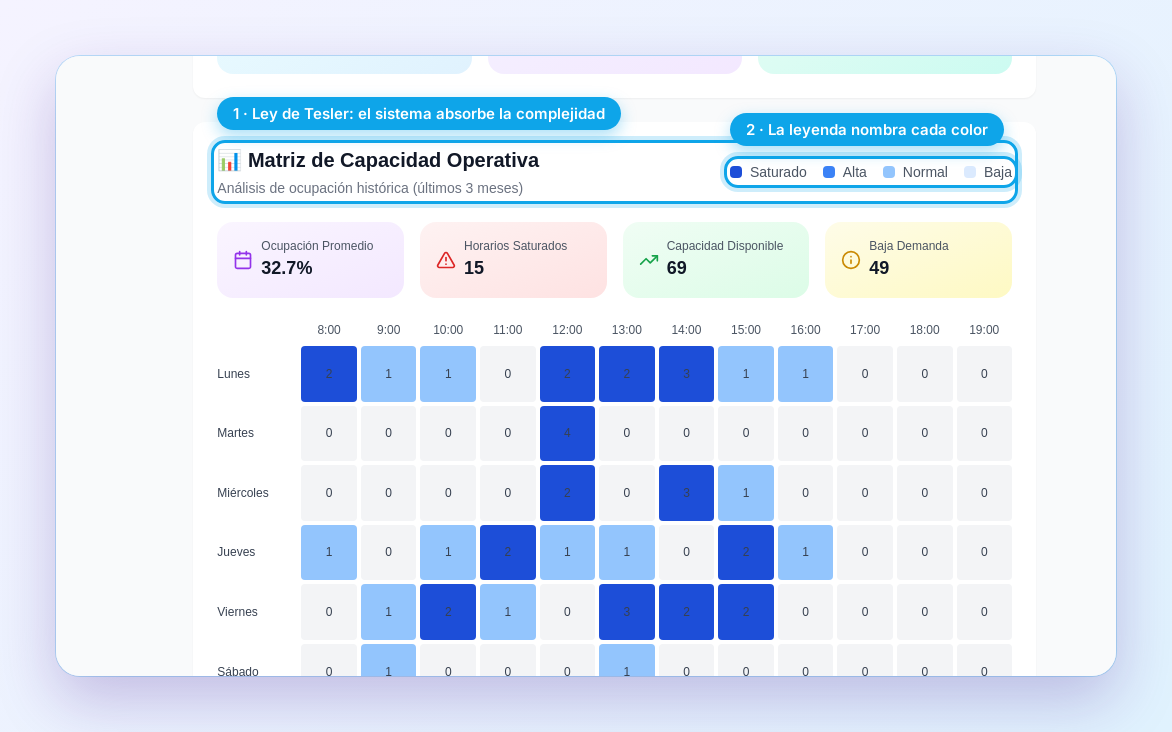 1 · Ley de Tesler: el sistema absorbe la complejidad
2 · La leyenda nombra cada color
📊 Matriz de Capacidad Operativa
Saturado Alta Normal Baja
Análisis de ocupación histórica (últimos 3 meses)
Ocupación Promedio
32.7%
Horarios Saturados
15
Capacidad Disponible
69
Baja Demanda
49
8:00 9:00 10:00 11:00 12:00 13:00 14:00 15:00 16:00 17:00 18:00 19:00
Lunes 2 1 1 0 2 2 3 1 1 0 0 0
Martes 0 0 0 0 4 0 0 0 0 0 0 0
Miércoles 0 0 0 0 2 0 3 1 0 0 0 0
Jueves 1 0 1 2 1 1 0 2 1 0 0 0
Viernes 0 1 2 1 0 3 2 2 0 0 0 0
Sábado 0 1 0 0 0 1 0 0 0 0 0 0